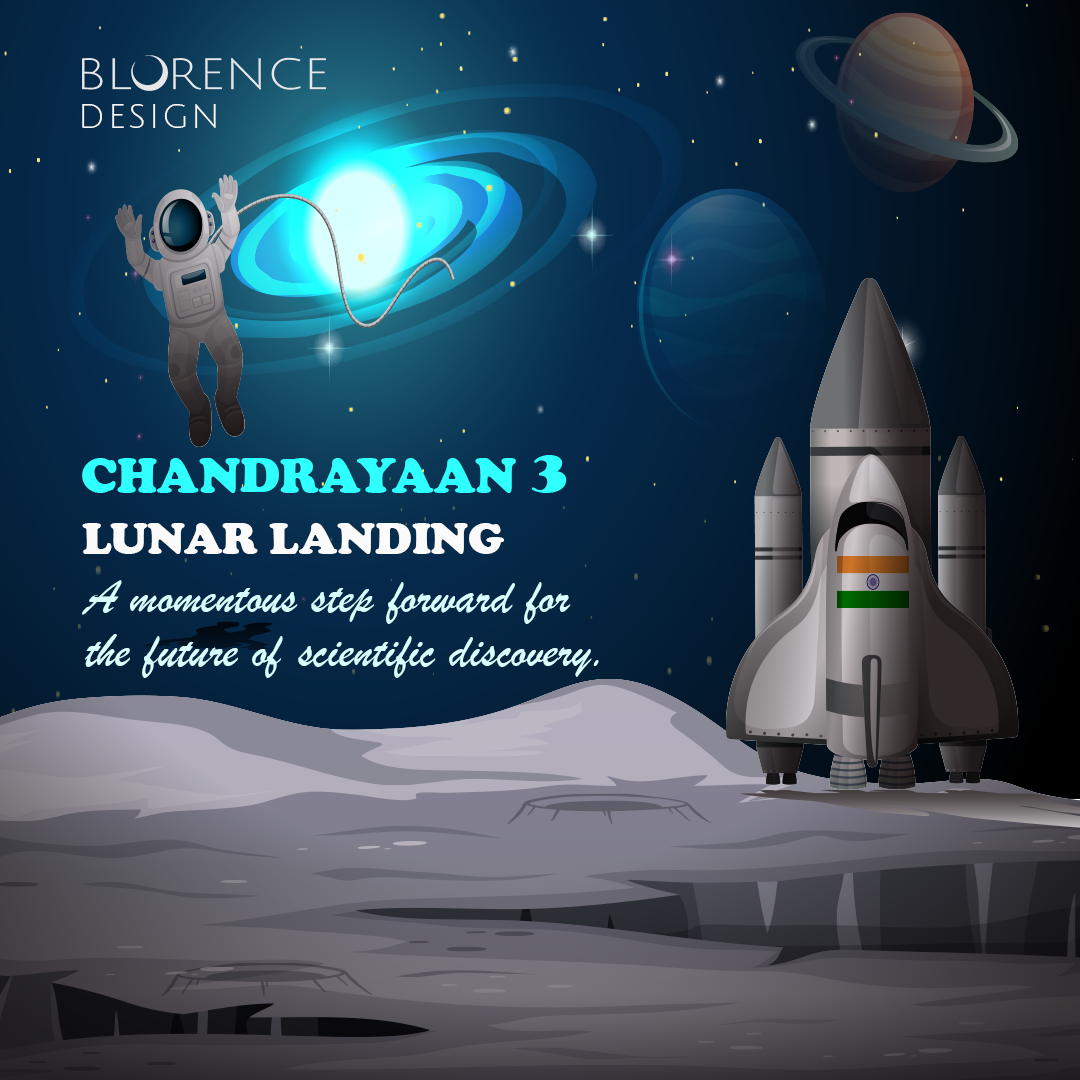 BLORENCE
DESIGN
CHANDRAYAAN 3
LUNAR LANDING
A momentous step forward for
the future of scientific discovery.